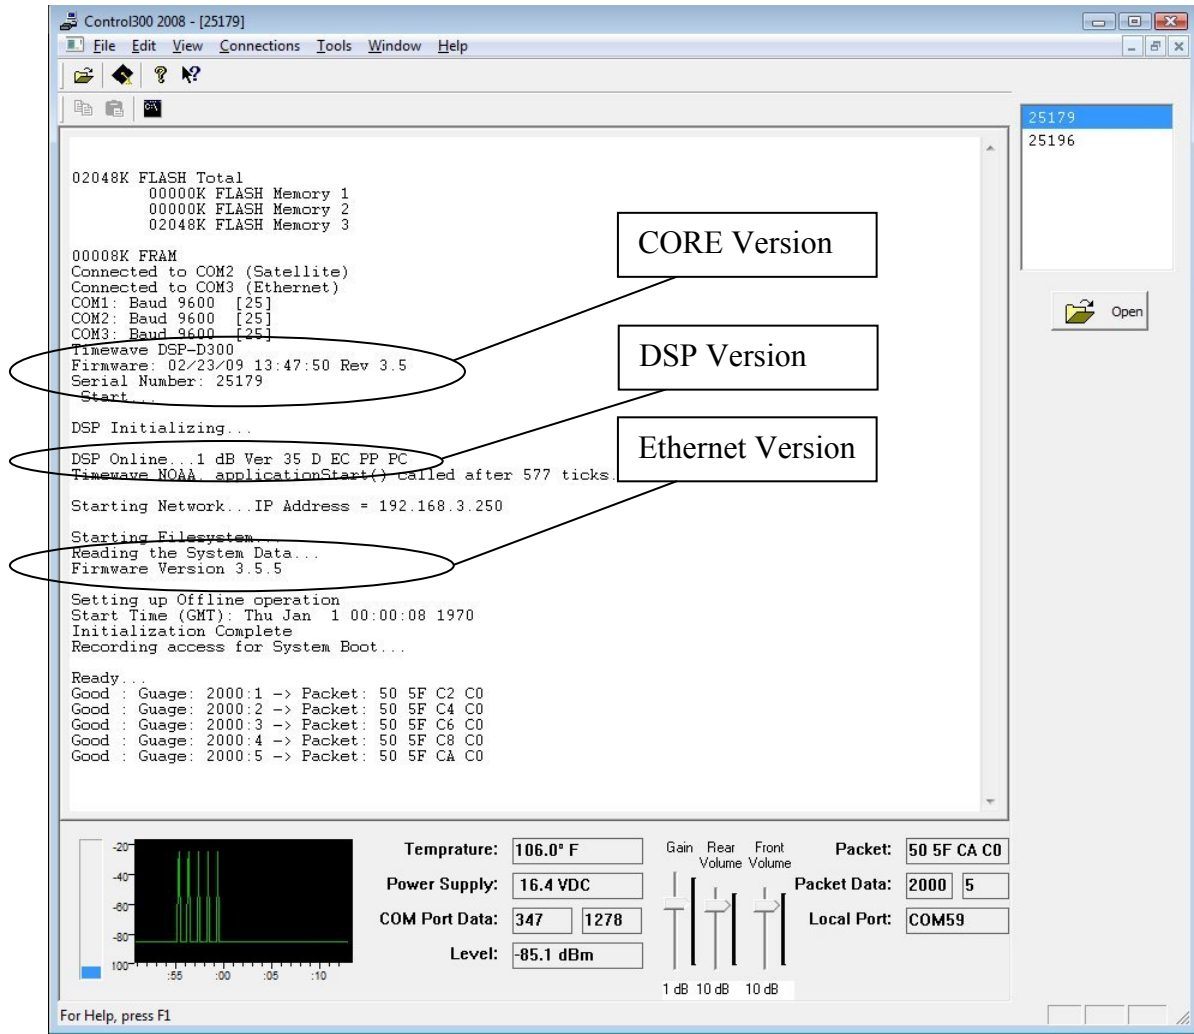 Control300 2008 - [25179]
File Edit View Connections Tools Window Help
02048K FLASH Total
00000K FLASH Memory 1
00000K FLASH Memory 2
02048K FLASH Memory 3
00008K FRAM
Connected to COM2 (Satellite)
Connected to COM3 (Ethernet)
COM1: Baud 9600 [25]
COM2: Baud 9600 [25]
COM3: Baud 9600 [25]
Timewave DSP-D300
Firmware: 02/23/09 13:47:50 Rev 3.5
Serial Number: 25179
Start...
DSP Initializing...
DSP Online...1 dB Ver 35 D EC PP PC
Timewave NOAA, applicationStart() called after 577 ticks.
Starting Network...IP Address = 192.168.3.250
Starting Filesystem...
Reading the System Data...
Firmware Version 3.5.5
Setting up Offline operation
Start Time (GMT): Thu Jan 1 00:00:08 1970
Initialization Complete
Recording access for System Boot...
Ready...
Good : Guage: 2000:1 -> Packet: 50 5F C2 C0
Good : Guage: 2000:2 -> Packet: 50 5F C4 C0
Good : Guage: 2000:3 -> Packet: 50 5F C6 C0
Good : Guage: 2000:4 -> Packet: 50 5F C8 C0
Good : Guage: 2000:5 -> Packet: 50 5F CA C0
CORE Version
DSP Version
Ethernet Version
25179
25196
Open
-20
-40
-60
-80
100
:55 :00 :05 :10
Temprature: 106.0° F
Power Supply: 16.4 VDC
COM Port Data: 347 1278
Level: -85.1 dBm
Gain Rear Volume Front Volume
1 dB 10 dB 10 dB
Packet: 50 5F CA C0
Packet Data: 2000 5
Local Port: COM59
For Help, press F1